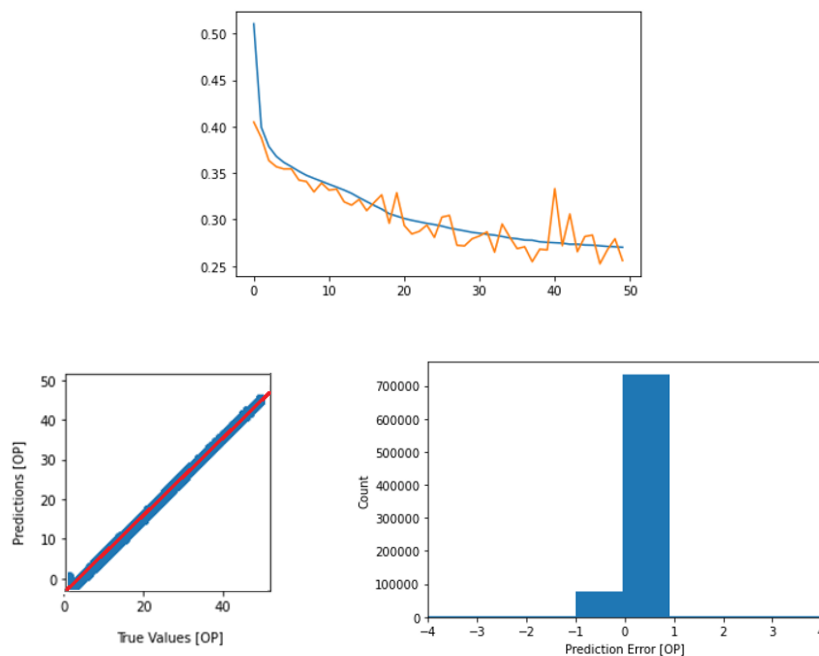 0.50
0.45
0.40
0.35
0.30
0.25
0 10 20 30 40 50
50
40
30
20
10
0
Predictions [OP]
0 20 40
True Values [OP]
700000
600000
500000
400000
300000
200000
100000
0
Count
−4 −3 −2 −1 0 1 2 3 4
Prediction Error [OP]